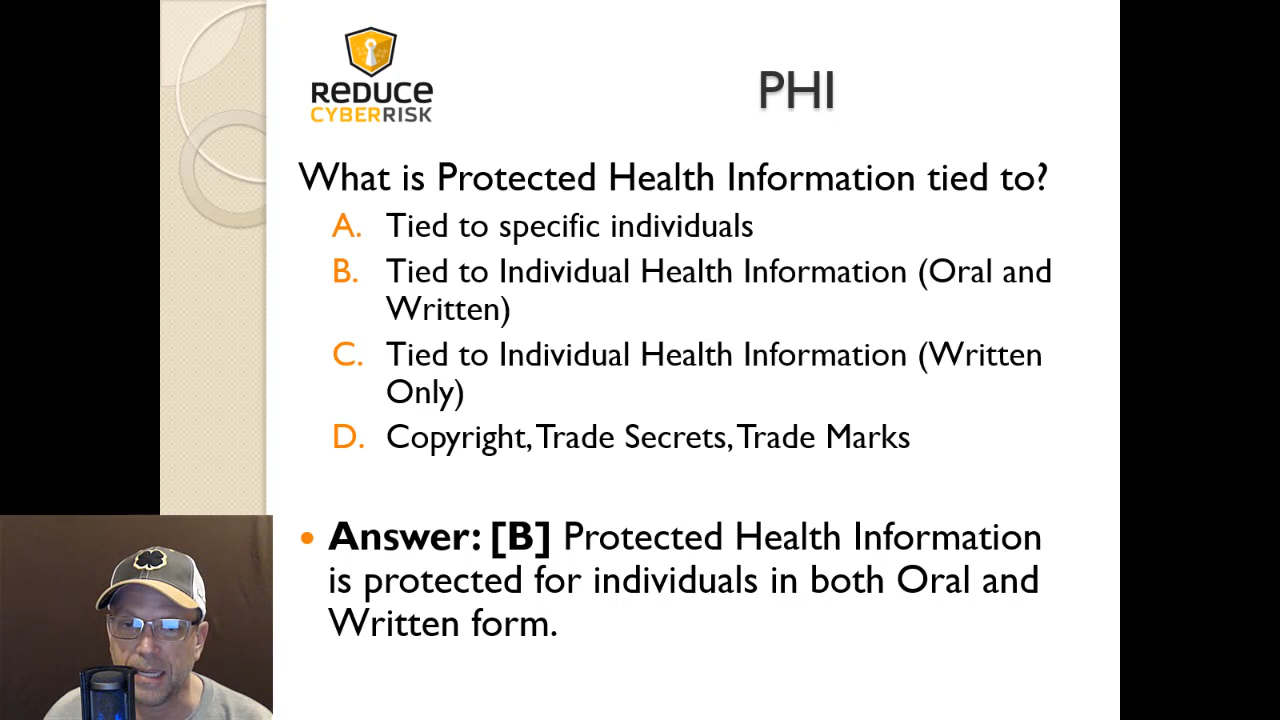 REDUCE
CYBERRISK
PHI
What is Protected Health Information tied to?
A. Tied to specific individuals
B. Tied to Individual Health Information (Oral and
Written)
C. Tied to Individual Health Information (Written
Only)
D. Copyright, Trade Secrets, Trade Marks
• Answer: [B] Protected Health Information
is protected for individuals in both Oral and
Written form.